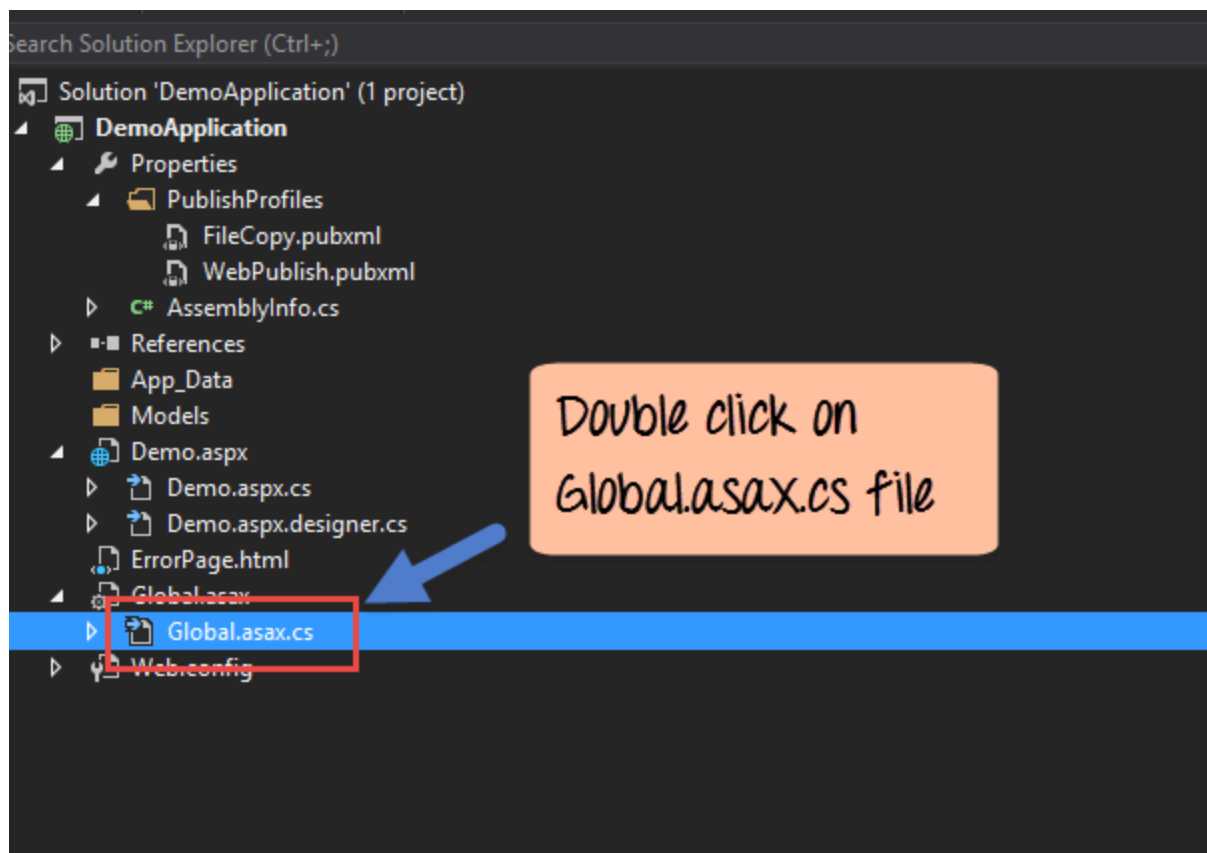 Search Solution Explorer (Ctrl+;)
Solution 'DemoApplication' (1 project)
DemoApplication
Properties
PublishProfiles
FileCopy.pubxml
WebPublish.pubxml
C# AssemblyInfo.cs
References
App_Data
Models
Demo.aspx
Demo.aspx.cs
Demo.aspx.designer.cs
ErrorPage.html
Global.asax
Global.asax.cs
Web.config
Double click on
Global.asax.cs file